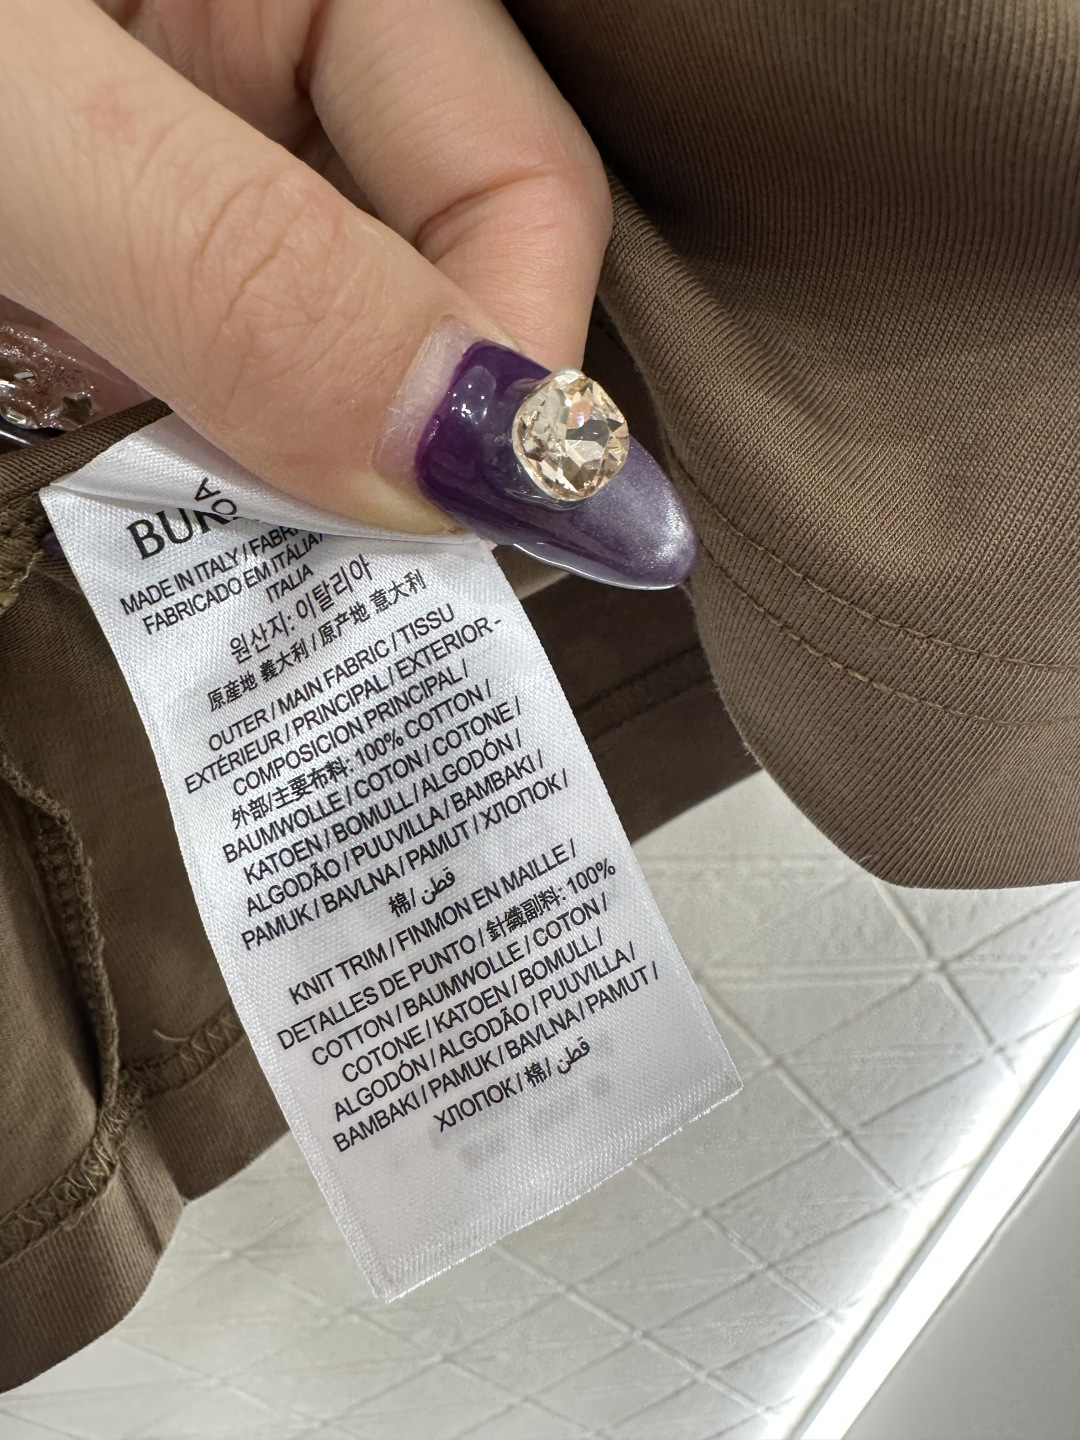 MADE IN ITALY / FABR
FABRICADO EM ITÁLIA/
ITALIA
원산지: 이탈리아
原産地 義大利 / 原产地 意大利
OUTER / MAIN FABRIC / TISSU
EXTÉRIEUR / PRINCIPAL / EXTERIOR -
COMPOSICION PRINCIPAL /
外部/主要布料: 100% COTTON /
BAUMWOLLE / COTON / COTONE /
KATOEN / BOMULL / ALGODÓN /
ALGODÃO / PUUVILLA / BAMBAKI /
PAMUK / BAVLNA / PAMUT / ХЛОПОК /
棉/ قطن
KNIT TRIM / FINMON EN MAILLE /
DETALLES DE PUNTO / 針織副料: 100%
COTTON / BAUMWOLLE / COTON /
COTONE / KATOEN / BOMULL /
ALGODÓN / ALGODÃO / PUUVILLA /
BAMBAKI / PAMUK / BAVLNA / PAMUT /
ХЛОПОК / 棉/ قطن